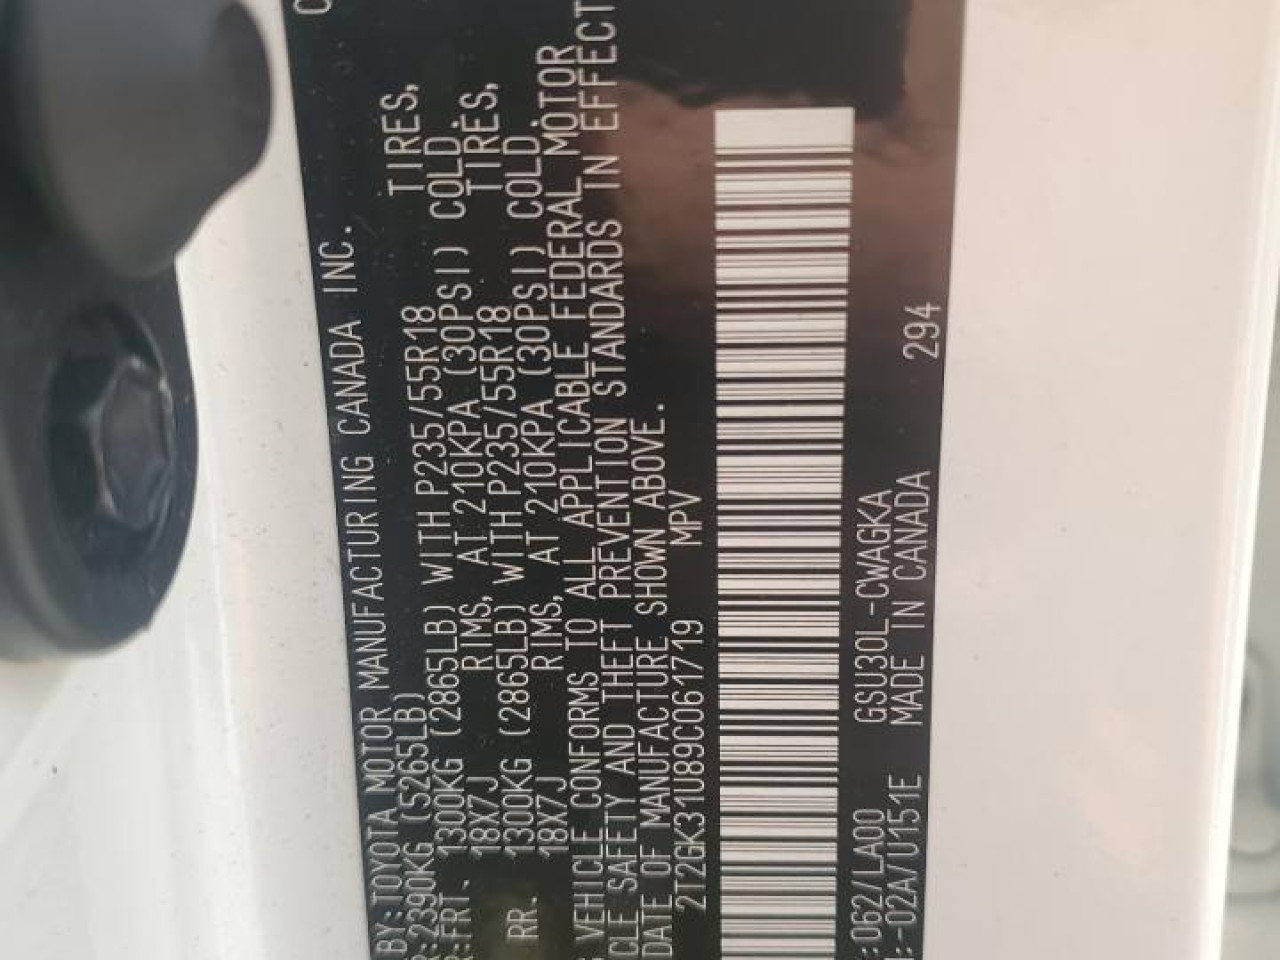 BY:TOYOTA MOTOR MANUFACTURING CANADA INC.
:2390KG (5265LB)
:FRT. 1300KG (2865LB) WITH P235/55R18 TIRES,
18X7J RIMS, AT 210KPA (30PSI) COLD
RR. 1300KG (2865LB) WITH P235/55R18 TIRES,
18X7J RIMS, AT 210KPA (30PSI) COLD.
VEHICLE CONFORMS TO ALL APPLICABLE FEDERAL MOTOR
CLE SAFETY AND THEFT PREVENTION STANDARDS IN EFFECT
DATE OF MANUFACTURE SHOWN ABOVE.
2T2GK31U89C061719 MPV
:062/LA00 GSU30L-CWAGKA
:-02A/U151E MADE IN CANADA 294